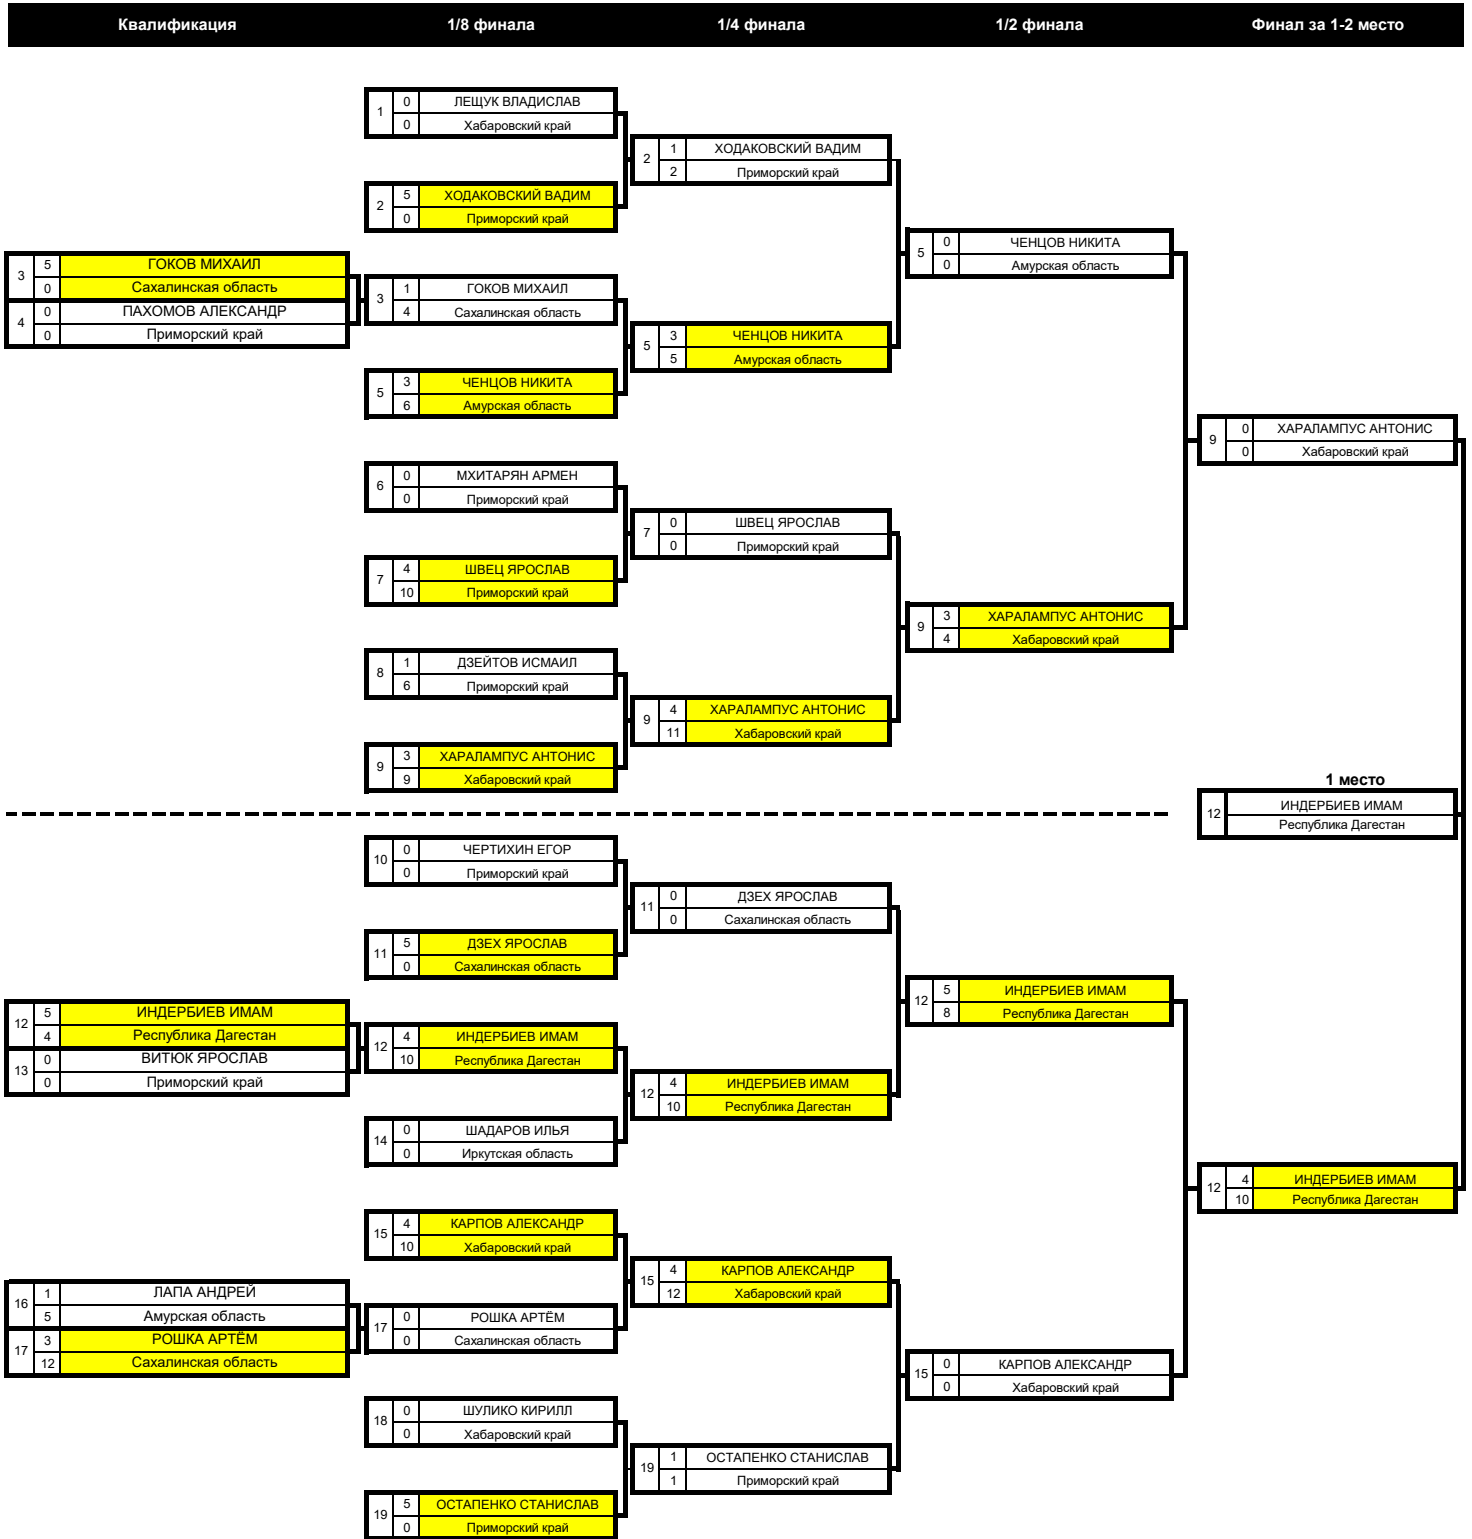 Квалификация 1/8 финала 1/4 финала 1/2 финала Финал за 1-2 место
1 0 ЛЕЩУК ВЛАДИСЛАВ
0 Хабаровский край
2 1 ХОДАКОВСКИЙ ВАДИМ
2 Приморский край
2 5 ХОДАКОВСКИЙ ВАДИМ
0 Приморский край
5 0 ЧЕНЦОВ НИКИТА
0 Амурская область
3 5 ГОКОВ МИХАИЛ
0 Сахалинская область
4 0 ПАХОМОВ АЛЕКСАНДР
0 Приморский край
3 1 ГОКОВ МИХАИЛ
4 Сахалинская область
5 3 ЧЕНЦОВ НИКИТА
5 Амурская область
5 3 ЧЕНЦОВ НИКИТА
6 Амурская область
9 0 ХАРАЛАМПУС АНТОНИС
0 Хабаровский край
6 0 МХИТАРЯН АРМЕН
0 Приморский край
7 0 ШВЕЦ ЯРОСЛАВ
0 Приморский край
7 4 ШВЕЦ ЯРОСЛАВ
10 Приморский край
9 3 ХАРАЛАМПУС АНТОНИС
4 Хабаровский край
8 1 ДЗЕЙТОВ ИСМАИЛ
6 Приморский край
9 4 ХАРАЛАМПУС АНТОНИС
11 Хабаровский край
9 3 ХАРАЛАМПУС АНТОНИС
9 Хабаровский край
1 место
12 ИНДЕРБИЕВ ИМАМ
Республика Дагестан
10 0 ЧЕРТИХИН ЕГОР
0 Приморский край
11 0 ДЗЕХ ЯРОСЛАВ
0 Сахалинская область
11 5 ДЗЕХ ЯРОСЛАВ
0 Сахалинская область
12 5 ИНДЕРБИЕВ ИМАМ
8 Республика Дагестан
12 5 ИНДЕРБИЕВ ИМАМ
4 Республика Дагестан
13 0 ВИТЮК ЯРОСЛАВ
0 Приморский край
12 4 ИНДЕРБИЕВ ИМАМ
10 Республика Дагестан
12 4 ИНДЕРБИЕВ ИМАМ
10 Республика Дагестан
14 0 ШАДАРОВ ИЛЬЯ
0 Иркутская область
12 4 ИНДЕРБИЕВ ИМАМ
10 Республика Дагестан
15 4 КАРПОВ АЛЕКСАНДР
10 Хабаровский край
15 4 КАРПОВ АЛЕКСАНДР
12 Хабаровский край
16 1 ЛАПА АНДРЕЙ
5 Амурская область
17 3 РОШКА АРТЁМ
12 Сахалинская область
17 0 РОШКА АРТЁМ
0 Сахалинская область
15 0 КАРПОВ АЛЕКСАНДР
0 Хабаровский край
18 0 ШУЛИКО КИРИЛЛ
0 Хабаровский край
19 1 ОСТАПЕНКО СТАНИСЛАВ
1 Приморский край
19 5 ОСТАПЕНКО СТАНИСЛАВ
0 Приморский край